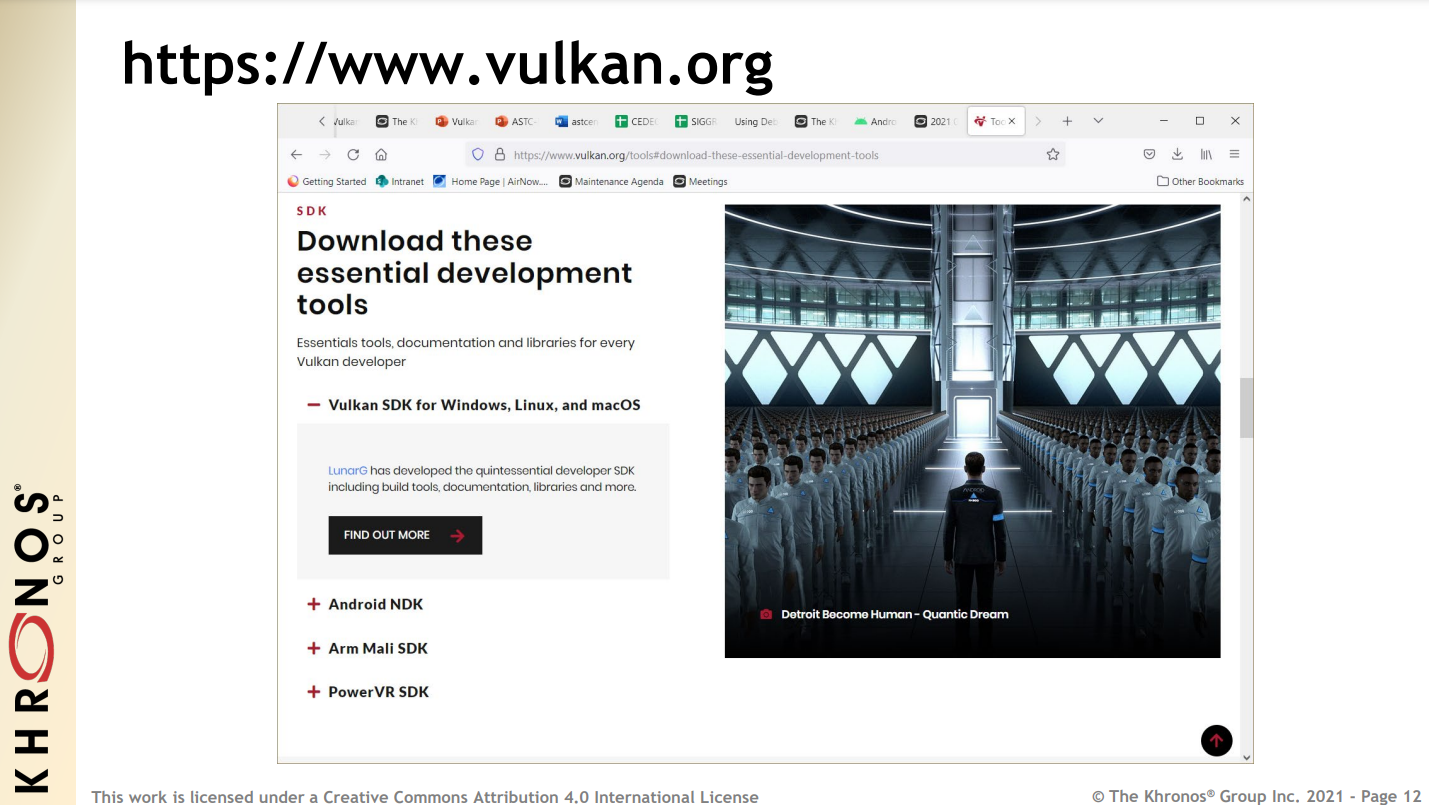 https://www.vulkan.org
The K
Vulkan
ASTC-
astcen
CEDEC
SIGGR
Using Deb
The K
Andro
2021
Too
https://www.vulkan.org/tools#download-these-essential-development-tools
Getting Started
Intranet
Home Page | AirNow....
Maintenance Agenda
Meetings
Other Bookmarks
SDK
Download these
essential development
tools
Essentials tools, documentation and libraries for every
Vulkan developer
Vulkan SDK for Windows, Linux, and macOS
LunarG has developed the quintessential developer SDK
including build tools, documentation, libraries and more.
FIND OUT MORE
Android NDK
Arm Mali SDK
PowerVR SDK
ANDROID
Detroit Become Human - Quantic Dream
KHRONOS®
GROUP
This work is licensed under a Creative Commons Attribution 4.0 International License
© The Khronos® Group Inc. 2021 - Page 12